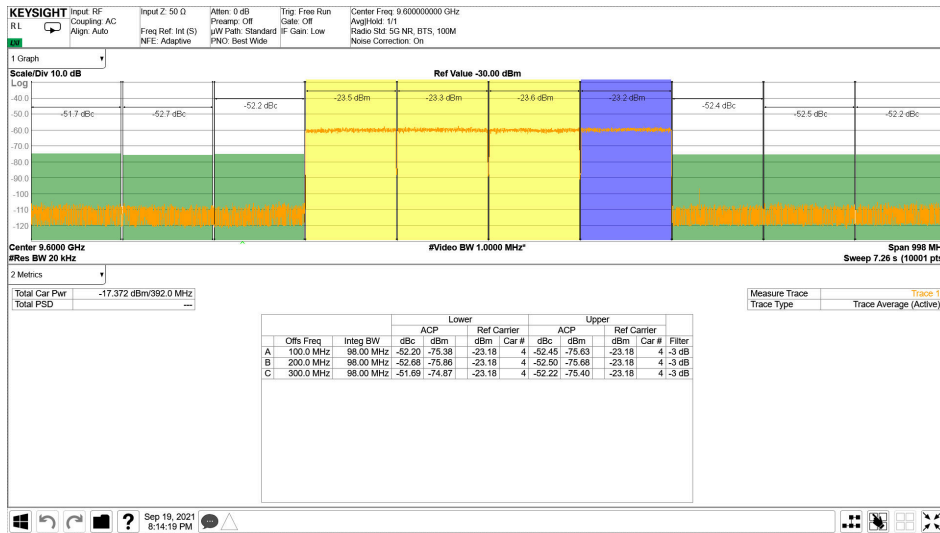 KEYSIGHT Input: RF Input Z: 50 Ω Atten: 0 dB Trig: Free Run Center Freq: 9.600000000 GHz
RL Coupling: AC Preamp: Off Gate: Off Avg|Hold: 1/1
Align: Auto Freq Ref: Int (S) µW Path: Standard IF Gain: Low Radio Std: 5G NR, BTS, 100M
LXI NFE: Adaptive PNO: Best Wide Noise Correction: On
1 Graph
Scale/Div 10.0 dB Ref Value -30.00 dBm
Log
-40.0
-23.5 dBm -23.3 dBm -23.6 dBm -23.2 dBm
-52.2 dBc -52.4 dBc
-50.0
-51.7 dBc -52.7 dBc -52.5 dBc -52.2 dBc
-60.0
-70.0
-80.0
-90.0
-100
-110
-120
Center 9.6000 GHz #Video BW 1.0000 MHz* Span 998 MH
#Res BW 20 kHz Sweep 7.26 s (10001 pts
2 Metrics
Total Car Pwr -17.372 dBm/392.0 MHz Measure Trace Trace 1
Total PSD --- Trace Type Trace Average (Active)
Lower Upper
ACP Ref Carrier ACP Ref Carrier
Offs Freq Integ BW dBc dBm dBm Car # dBc dBm dBm Car # Filter
A 100.0 MHz 98.00 MHz -52.20 -75.38 -23.18 4 -52.45 -75.63 -23.18 4 -3 dB
B 200.0 MHz 98.00 MHz -52.68 -75.86 -23.18 4 -52.50 -75.68 -23.18 4 -3 dB
C 300.0 MHz 98.00 MHz -51.69 -74.87 -23.18 4 -52.22 -75.40 -23.18 4 -3 dB
? Sep 19, 2021
8:14:19 PM